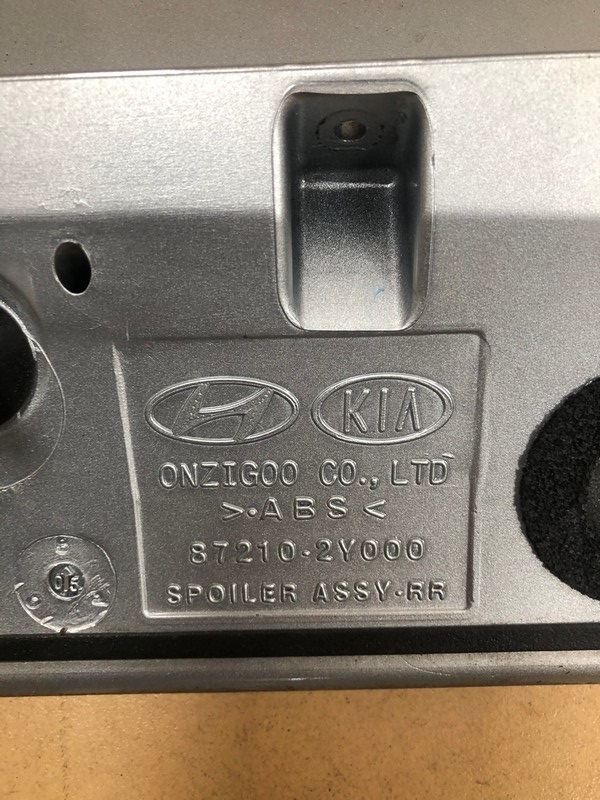 KIA
ONZIGOO CO., LTD
>·ABS<
87210-2Y000
SPOILER ASSY-RR